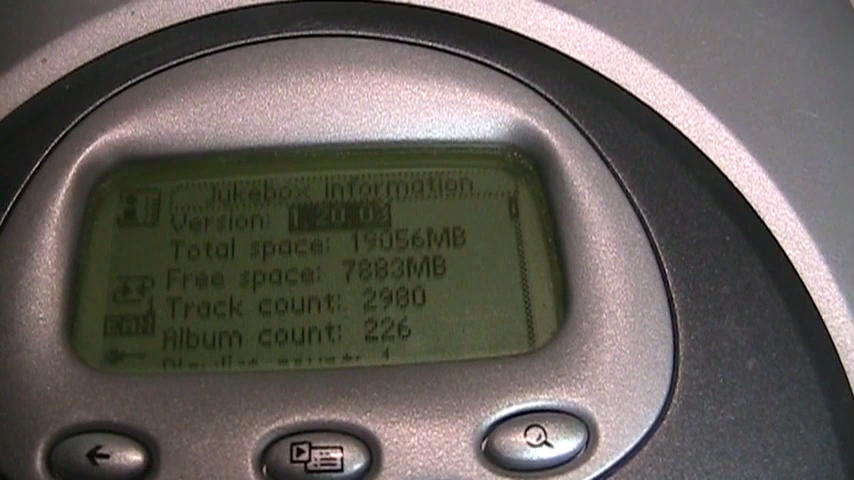 Jukebox Information
Version: 1.20.03
Total space: 19056MB
Free space: 7883MB
Track count: 2980
Album count: 226